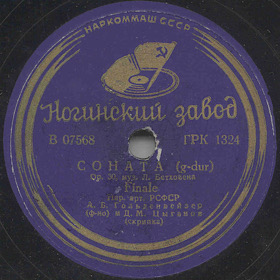 НАРКОММАШ СССР
Ногинский завод
В 07568 ГРК 1324
СОНАТА (g-dur)
Ор. 30, муз. Л. Бетховена
Finale
Нар. арт. РСФСР
А. Б. Гольденвейзер
(ф-но) и Д. М. Цыганов
(скрипка)